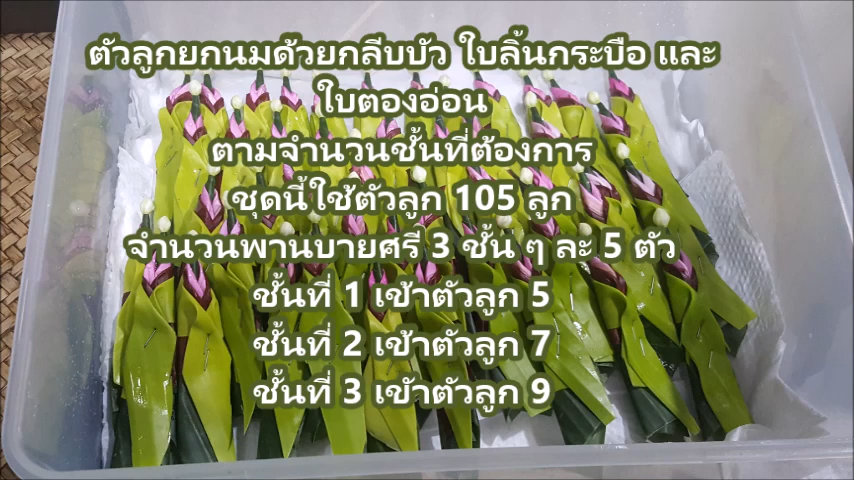 ตัวลูกยกนมด้วยกลีบบัว ใบลิ้นกระบือ และ
ใบตองอ่อน
ตามจำนวนชั้นที่ต้องการ
ชุดนี้ใช้ตัวลูก 105 ลูก
จำนวนพานบายศรี 3 ชั้น ๆ ละ 5 ตัว
ชั้นที่ 1 เข้าตัวลูก 5
ชั้นที่ 2 เข้าตัวลูก 7
ชั้นที่ 3 เข้าตัวลูก 9